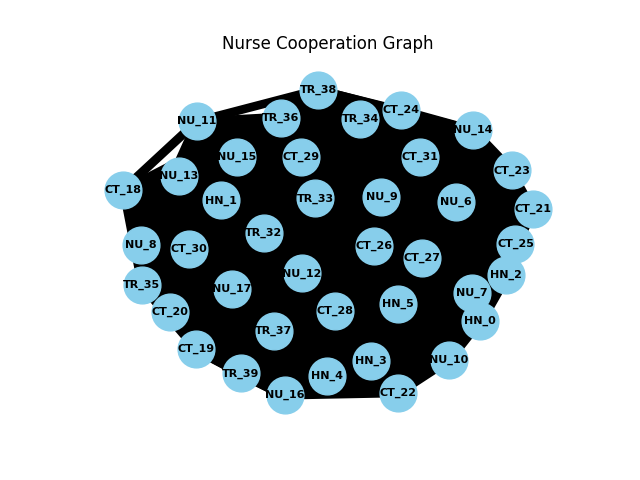 Nurse Cooperation Graph
TR_38
CT_24
NU_11
TR_36
TR_34
NU_14
NU_15
CT_29
CT_31
CT_23
NU_13
CT_18
HN_1
TR_33
NU_9
NU_6
CT_21
TR_32
NU_8
CT_30
CT_26
CT_25
CT_27
NU_12
HN_2
TR_35
NU_17
NU_7
CT_20
CT_28
HN_5
HN_0
TR_37
CT_19
HN_3
NU_10
TR_39
HN_4
NU_16
CT_22